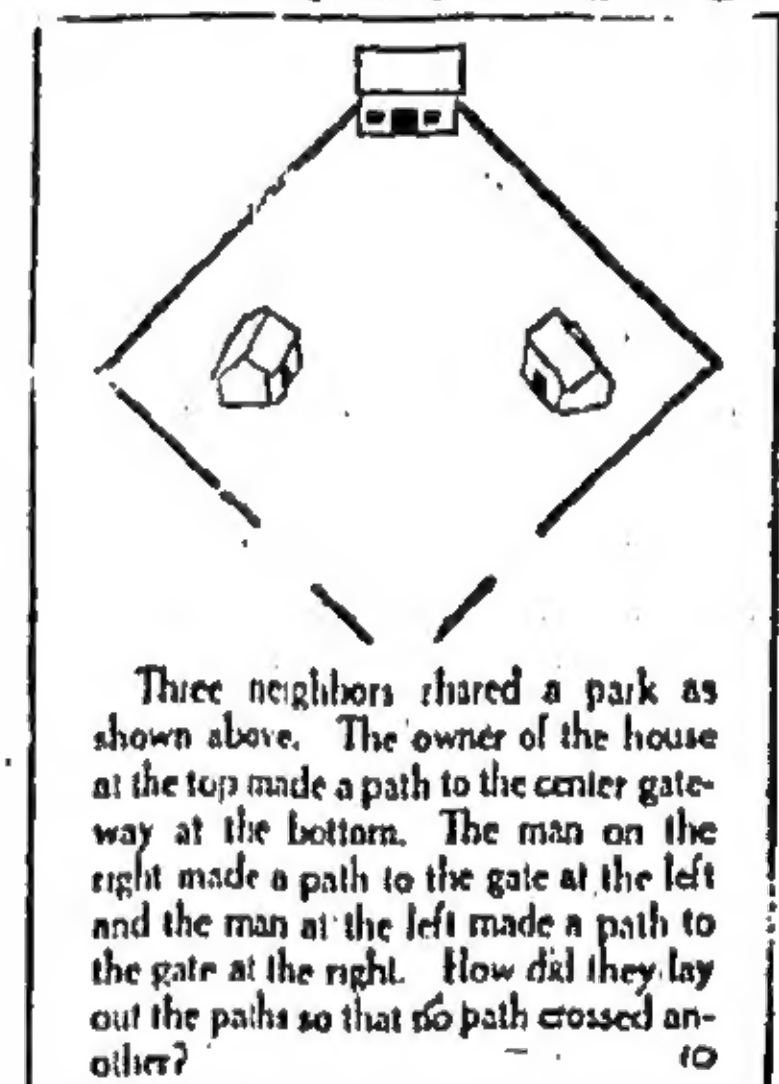 Three neighbors shared a park as
shown above. The owner of the house
at the top made a path to the center gate-
way at the bottom. The man on the
right made a path to the gate at the left
and the man at the left made a path to
the gate at the right. How did they lay
out the paths so that no path crossed an-
other?
10